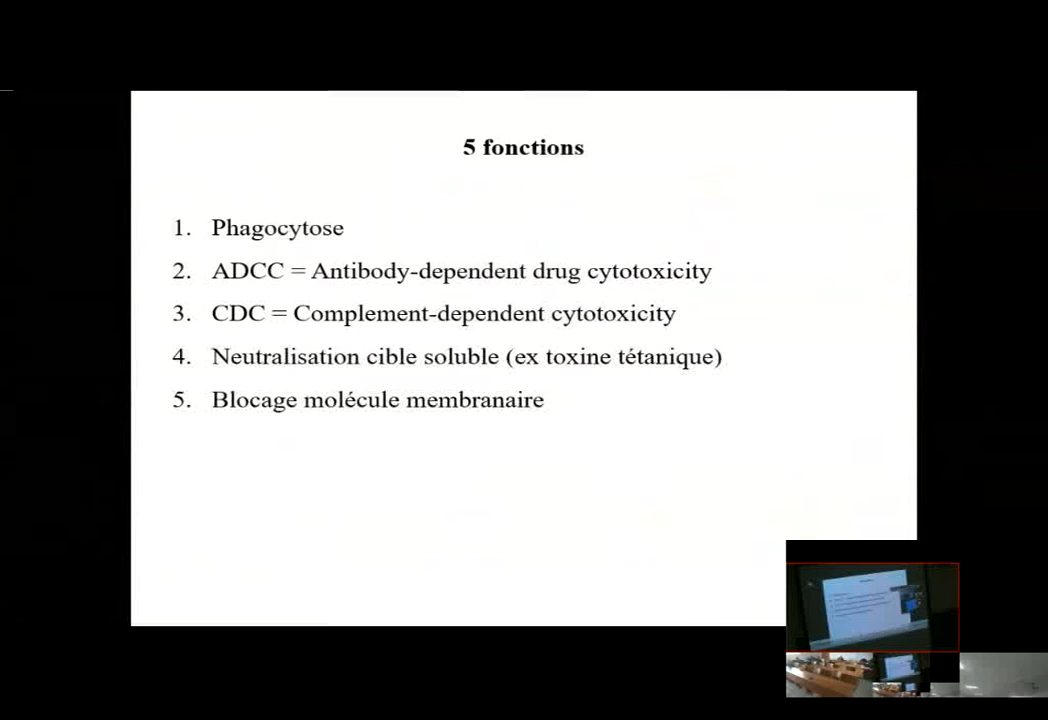 5 fonctions
1. Phagocytose
2. ADCC = Antibody-dependent drug cytotoxicity
3. CDC = Complement-dependent cytotoxicity
4. Neutralisation cible soluble (ex toxine tétanique)
5. Blocage molécule membranaire